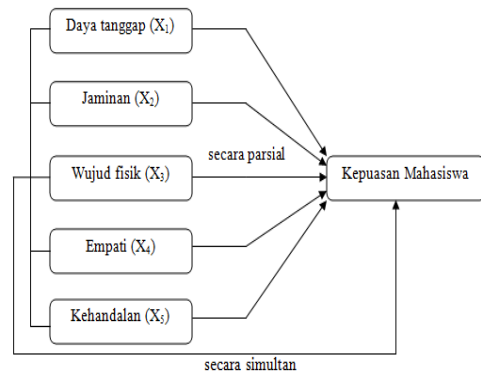 Daya tanggap (X₁)
Jaminan (X₂)
secara parsial
Wujud fisik (X₃)
Kepuasan Mahasiswa
Empati (X₄)
Kehandalan (X₅)
secara simultan